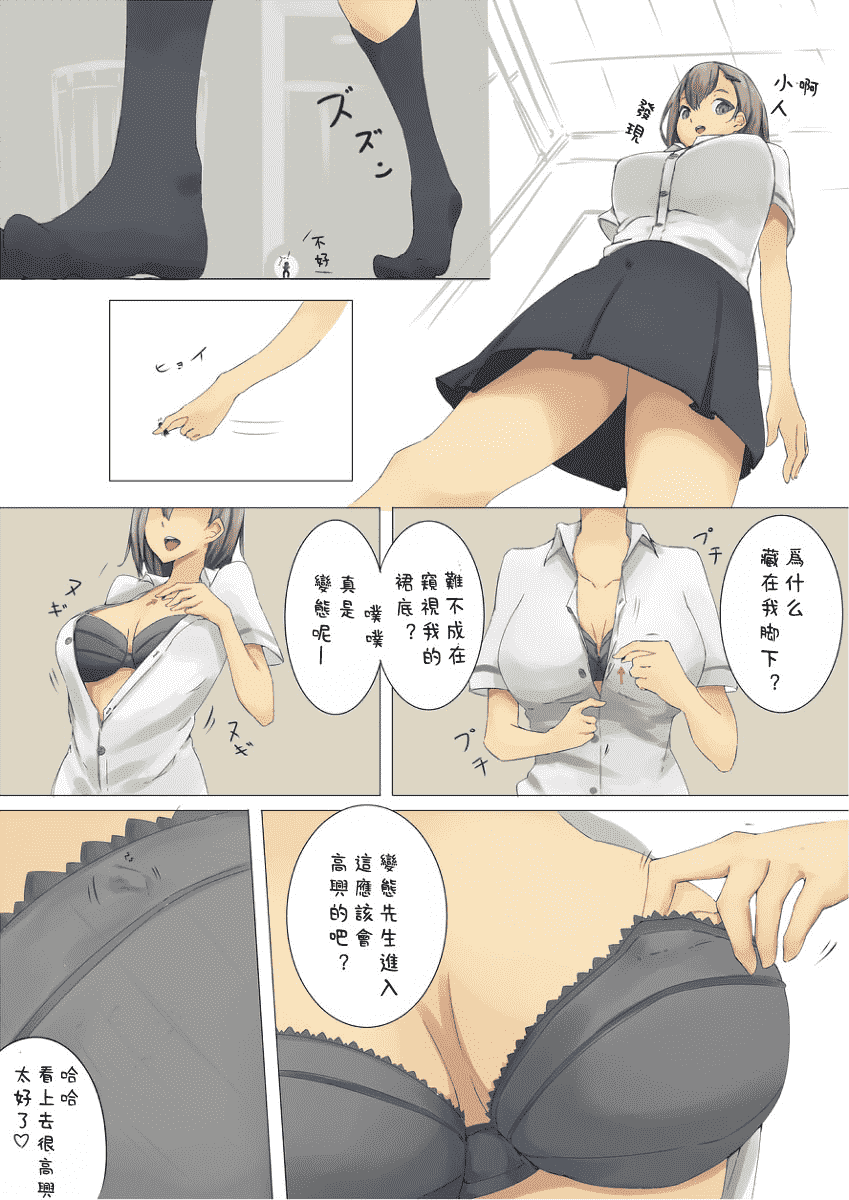 啊
小人
發現
ズズン
不好
ヒョイ
爲什么
藏在我脚下？
プチ
プチ
難不成在
窺視我的
裙底？
噗噗
真是
變態呢ー
ヌギ
ヌギ
變態先生進入
這應該會
高興的吧？
哈哈
看上去很高興
太好了♡